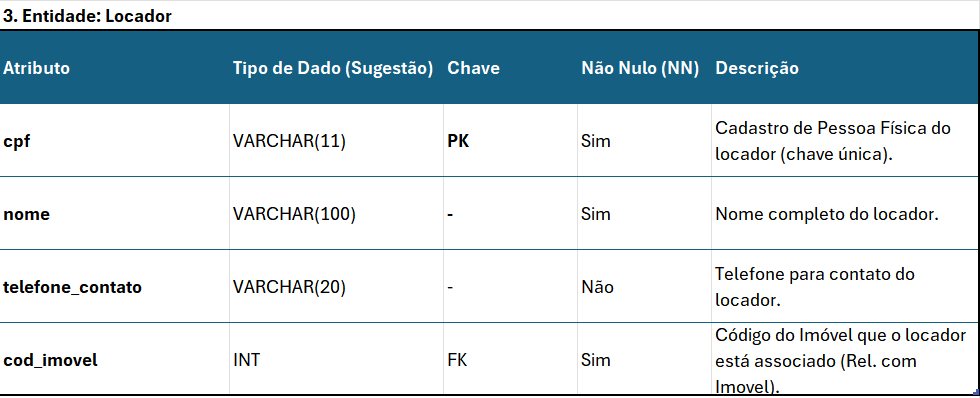 3. Entidade: Locador
Atributo Tipo de Dado (Sugestão) Chave Não Nulo (NN) Descrição
cpf VARCHAR(11) PK Sim Cadastro de Pessoa Física do
locador (chave única).
nome VARCHAR(100) - Sim Nome completo do locador.
telefone_contato VARCHAR(20) - Não Telefone para contato do
locador.
cod_imovel INT FK Sim Código do Imóvel que o locador
está associado (Rel. com
Imovel).